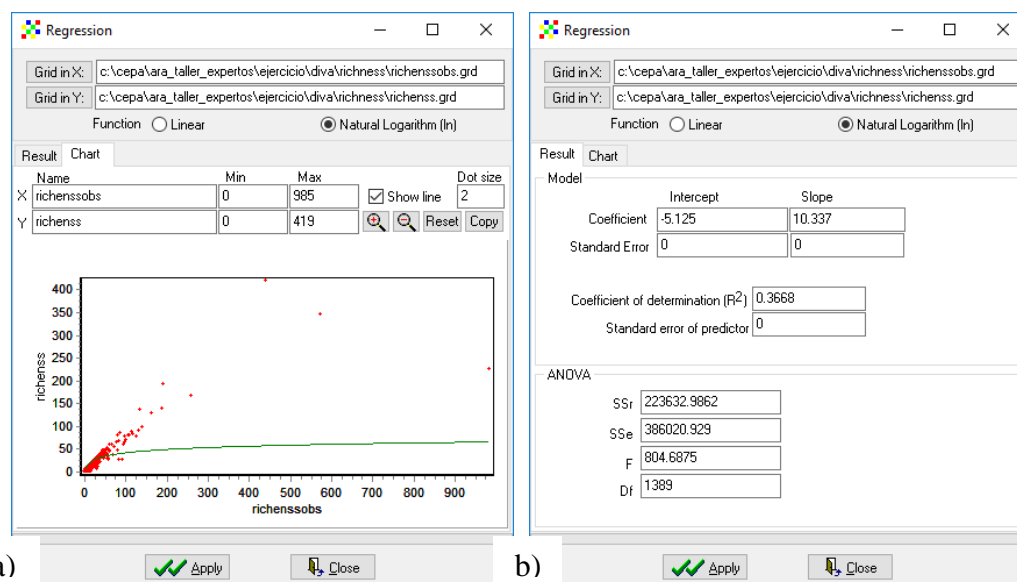 Regression
Grid in X: c:\cepa\ara_taller_expertos\ejercicio\diva\richness\richenssobs.grd
Grid in Y: c:\cepa\ara_taller_expertos\ejercicio\diva\richness\richenss.grd
Function Linear Natural Logarithm (ln)
Result Chart
Name Min Max Dot size
X richenssobs 0 985 Show line 2
Y richenss 0 419 Reset Copy
400
350
300
250
200
150
100
50
0
richenss
0 100 200 300 400 500 600 700 800 900
richenssobs
a) Apply Close
Regression
Grid in X: c:\cepa\ara_taller_expertos\ejercicio\diva\richness\richenssobs.grd
Grid in Y: c:\cepa\ara_taller_expertos\ejercicio\diva\richness\richenss.grd
Function Linear Natural Logarithm (ln)
Result Chart
Model
Intercept Slope
Coefficient -5.125 10.337
Standard Error 0 0
Coefficient of determination (R2) 0.3668
Standard error of predictor 0
ANOVA
SSr 223632.9862
SSe 386020.929
F 804.6875
Df 1389
b) Apply Close